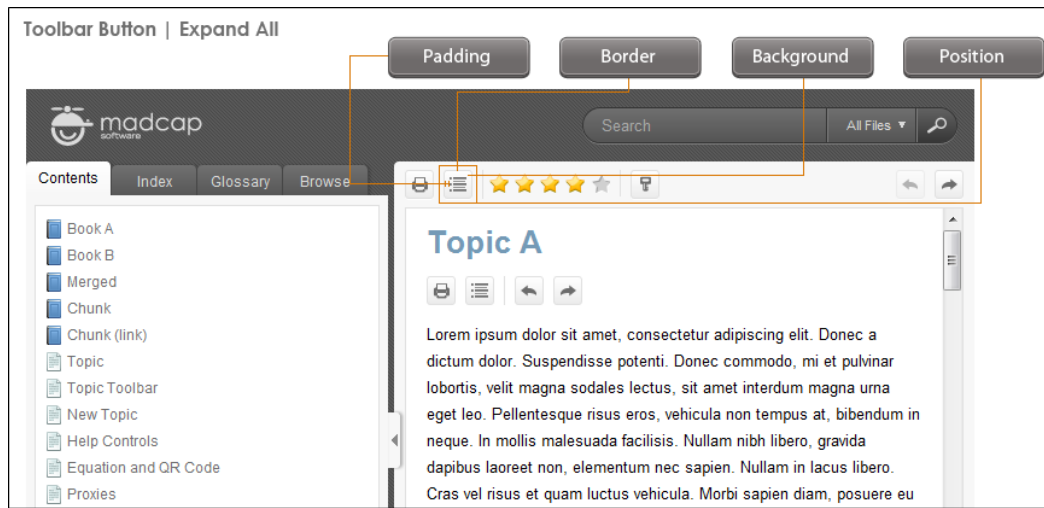 Toolbar Button | Expand All
Padding
Border
Background
Position
madcap
software
Search
All Files
Contents
Index
Glossary
Browse
Book A
Book B
Merged
Chunk
Chunk (link)
Topic
Topic Toolbar
New Topic
Help Controls
Equation and QR Code
Proxies
Topic A
Lorem ipsum dolor sit amet, consectetur adipiscing elit. Donec a
dictum dolor. Suspendisse potenti. Donec commodo, mi et pulvinar
lobortis, velit magna sodales lectus, sit amet interdum magna urna
eget leo. Pellentesque risus eros, vehicula non tempus at, bibendum in
neque. In mollis malesuada facilisis. Nullam nibh libero, gravida
dapibus laoreet non, elementum nec sapien. Nullam in lacus libero.
Cras vel risus et quam luctus vehicula. Morbi sapien diam, posuere eu